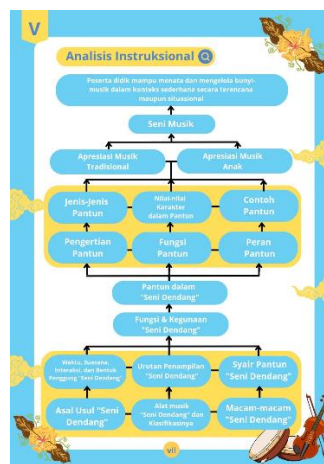 V
Analisis Instruksional
Peserta didik mampu menata dan mengelola bunyi-
musik dalam konteks sederhana secara terencana
maupun situasional
Seni Musik
Apresiasi Musik
Tradisional
Apresiasi Musik
Anak
Jenis-Jenis
Pantun
Nilai-nilai
Karakter
dalam Pantun
Contoh
Pantun
Pengertian
Pantun
Fungsi
Pantun
Peran
Pantun
Pantun dalam
"Seni Dendang"
Fungsi & Kegunaan
"Seni Dendang"
Waktu, Suasana,
Interaksi, dan Bentuk
Panggung "Seni Dendang"
Urutan Penampilan
"Seni Dendang"
Syair Pantun
"Seni Dendang"
Asal Usul "Seni
Dendang"
Alat musik
"Seni Dendang" dan
Klasifikasinya
Macam-macam
"Seni Dendang"
vii